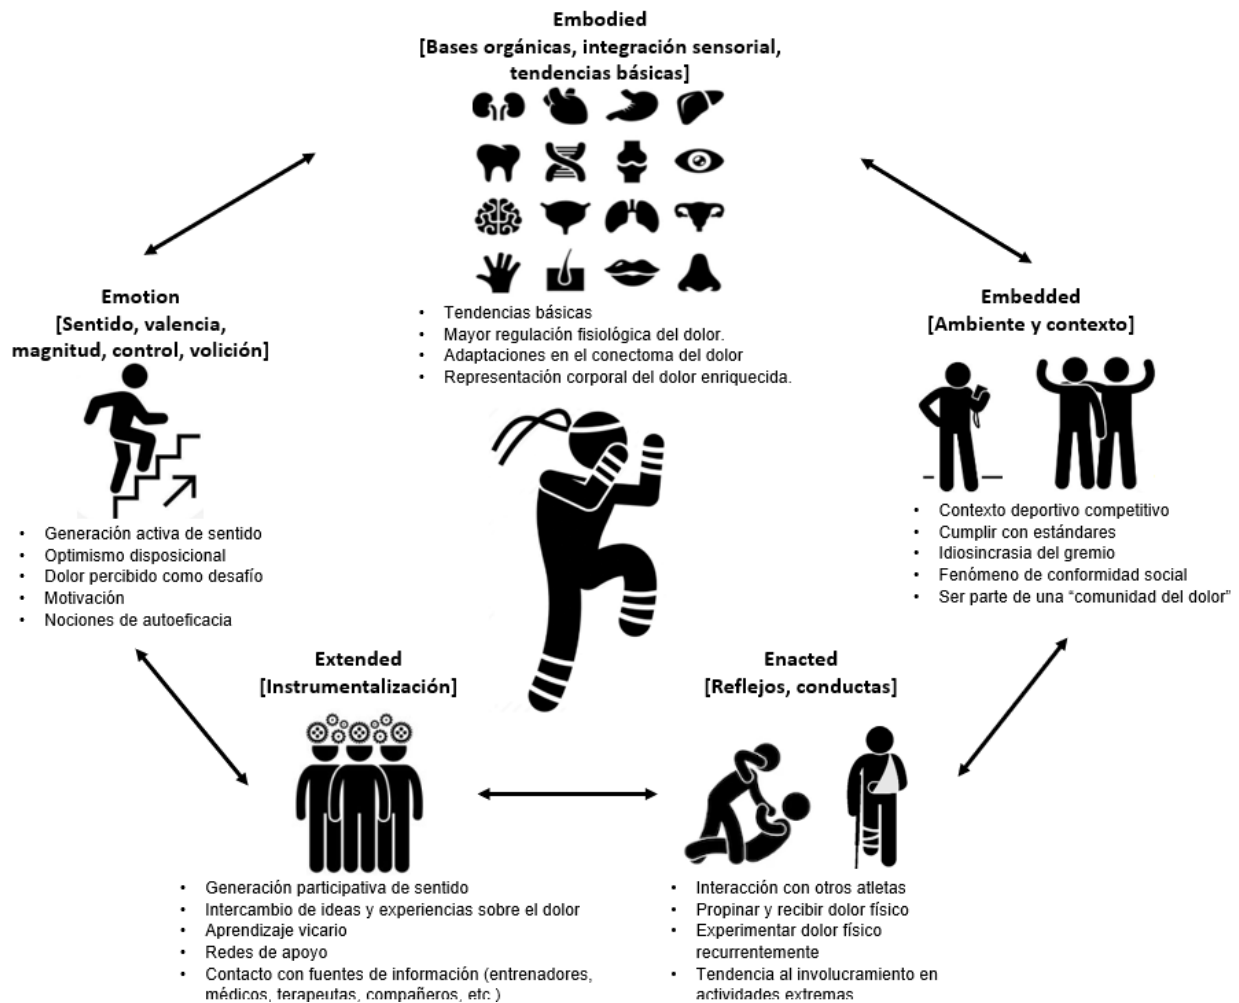 Embodied
[Bases orgánicas, integración sensorial,
tendencias básicas]
• Tendencias básicas
• Mayor regulación fisiológica del dolor.
• Adaptaciones en el conectoma del dolor
• Representación corporal del dolor enriquecida.
Emotion
[Sentido, valencia,
magnitud, control, volición]
• Generación activa de sentido
• Optimismo disposicional
• Dolor percibido como desafío
• Motivación
• Nociones de autoeficacia
Embedded
[Ambiente y contexto]
• Contexto deportivo competitivo
• Cumplir con estándares
• Idiosincrasia del gremio
• Fenómeno de conformidad social
• Ser parte de una “comunidad del dolor”
Extended
[Instrumentalización]
• Generación participativa de sentido
• Intercambio de ideas y experiencias sobre el dolor
• Aprendizaje vicario
• Redes de apoyo
• Contacto con fuentes de información (entrenadores,
médicos, terapeutas, compañeros, etc.)
Enacted
[Reflejos, conductas]
• Interacción con otros atletas
• Propinar y recibir dolor físico
• Experimentar dolor físico
recurrentemente
• Tendencia al involucramiento en
actividades extremas